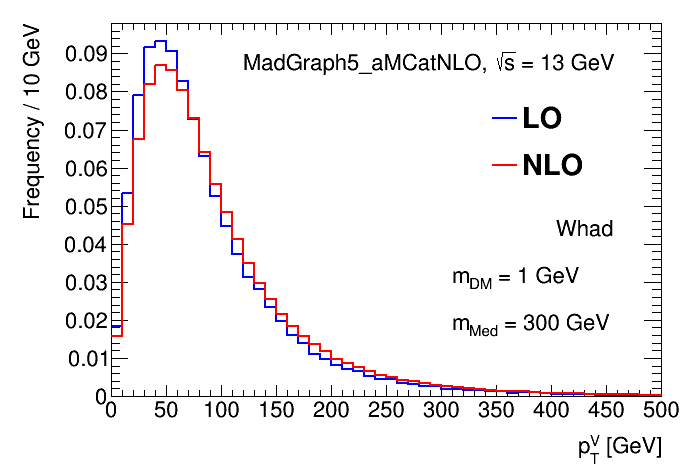 Frequency / 10 GeV
0.09
0.08
0.07
0.06
0.05
0.04
0.03
0.02
0.01
0
MadGraph5_aMCatNLO, √s = 13 GeV
LO
NLO
Whad
m_DM = 1 GeV
m_Med = 300 GeV
0 50 100 150 200 250 300 350 400 450 500
p_T^V [GeV]